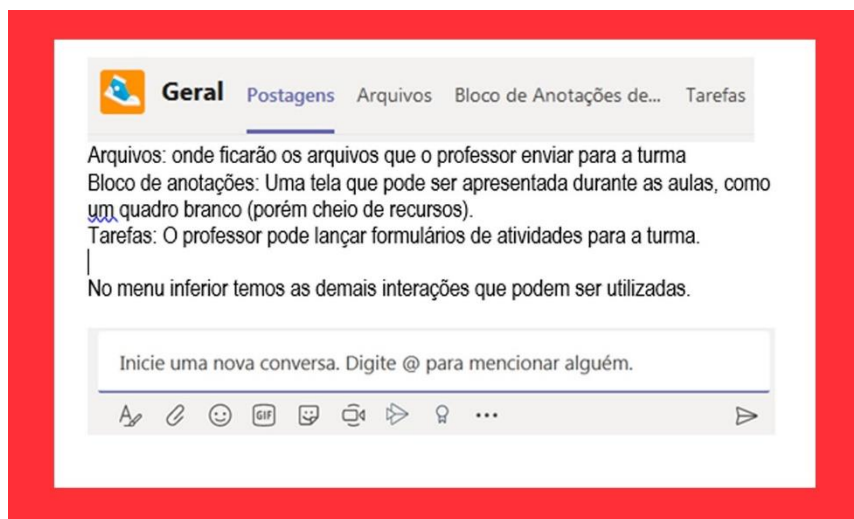 Geral Postagens Arquivos Bloco de Anotações de... Tarefas
Arquivos: onde ficarão os arquivos que o professor enviar para a turma
Bloco de anotações: Uma tela que pode ser apresentada durante as aulas, como
um quadro branco (porém cheio de recursos).
Tarefas: O professor pode lançar formulários de atividades para a turma.
No menu inferior temos as demais interações que podem ser utilizadas.
Inicie uma nova conversa. Digite @ para mencionar alguém.
GIF